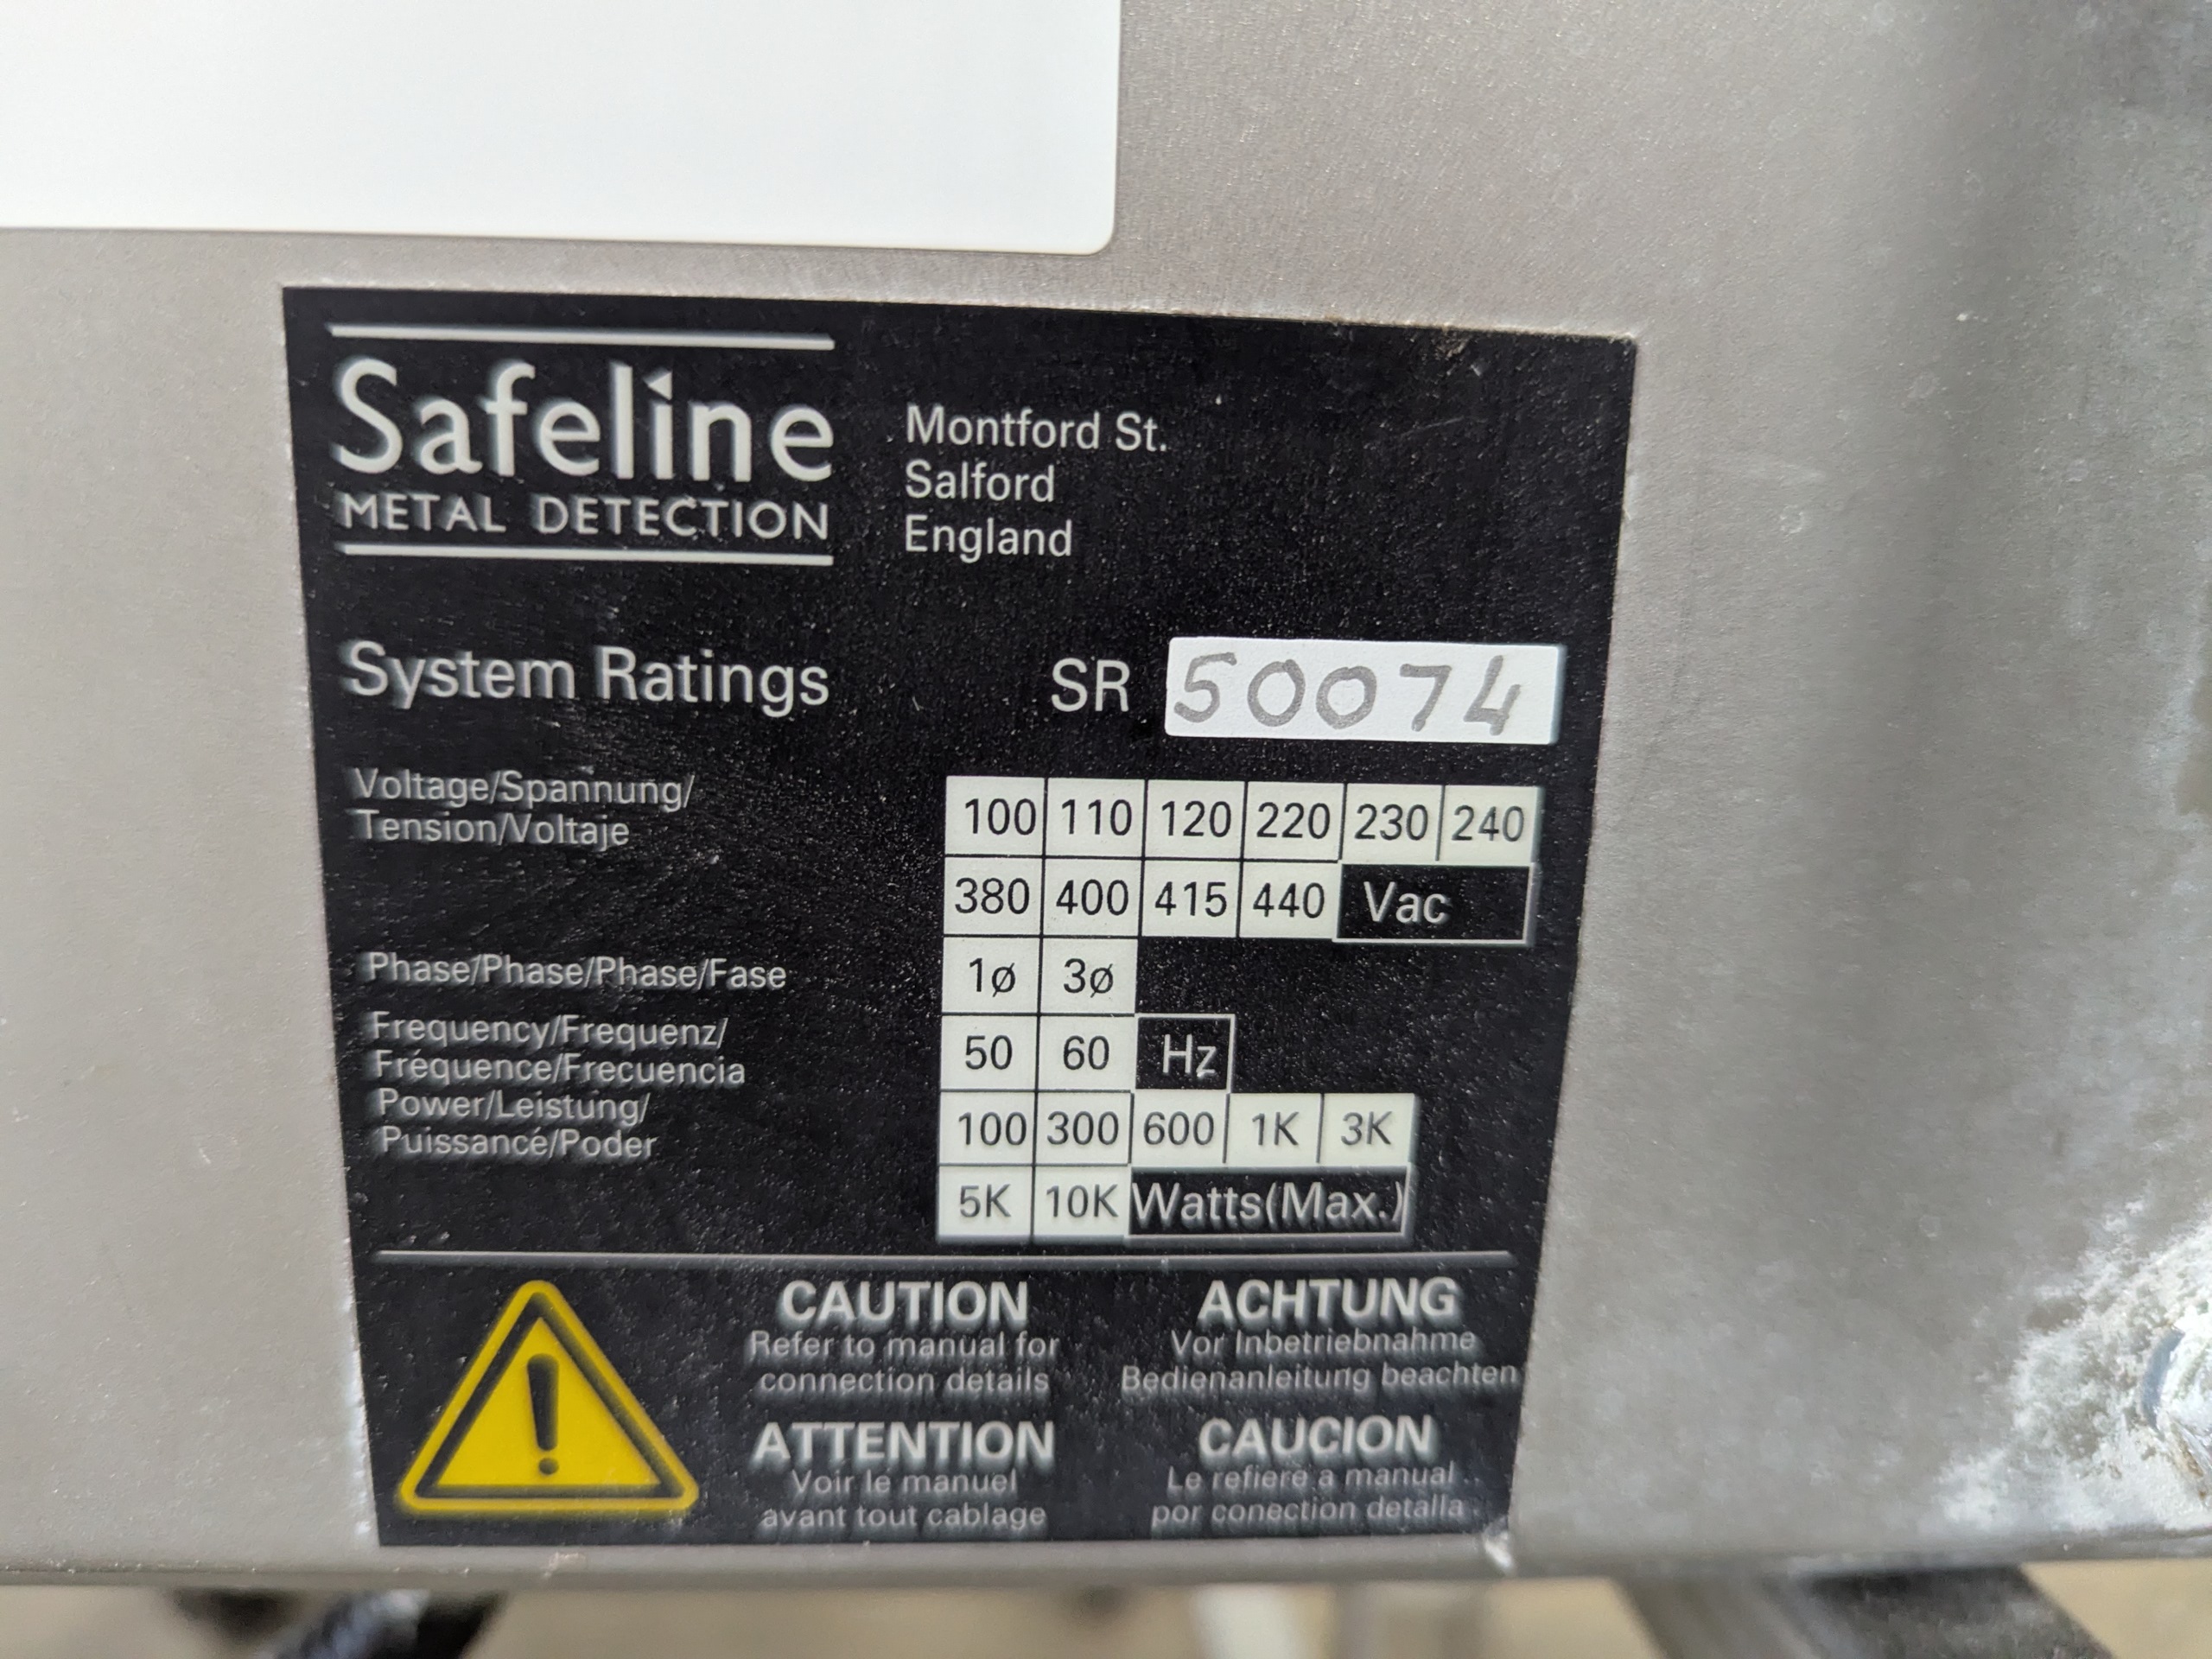 Safeline
METAL DETECTION
Montford St.
Salford
England
System Ratings
SR 50074
Voltage/Spannung/
Tension/Voltaje
100 110 120 220 230 240
380 400 415 440 Vac
Phase/Phase/Phase/Fase
1ø 3ø
Frequency/Frequenz/
Fréquence/Frecuencia
50 60 Hz
Power/Leistung/
Puissancé/Poder
100 300 600 1K 3K
5K 10K Watts(Max.)
CAUTION
Refer to manual for
connection details
ACHTUNG
Vor Inbetriebnahme
Bedienanleitung beachten
ATTENTION
Voir le manuel
avant tout cablage
CAUCION
Le refiere a manual
por conection detalla